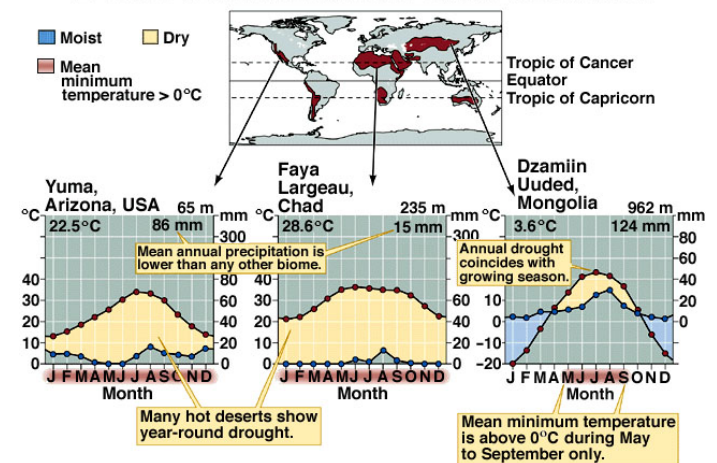 Moist
Dry
Mean
minimum
temperature > 0°C
Tropic of Cancer
Equator
Tropic of Capricorn
Yuma,
Arizona, USA 65 m
°C mm
22.5°C 86 mm
300
40 80
30 60
20 40
10 20
0 0
J F M A M J J A S O N D
Month
Faya
Largeau,
Chad 235 m
°C mm
28.6°C 15 mm
300
40 80
30 60
20 40
10 20
0 0
J F M A M J J A S O N D
Month
Dzamiin
Uuded,
Mongolia 962 m
°C mm
3.6°C 124 mm
80
60
40
10 20
0 0
-10
-20
J F M A M J J A S O N D
Month
Mean annual precipitation is
lower than any other biome.
Annual drought
coincides with
growing season.
Many hot deserts show
year-round drought.
Mean minimum temperature
is above 0°C during May
to September only.